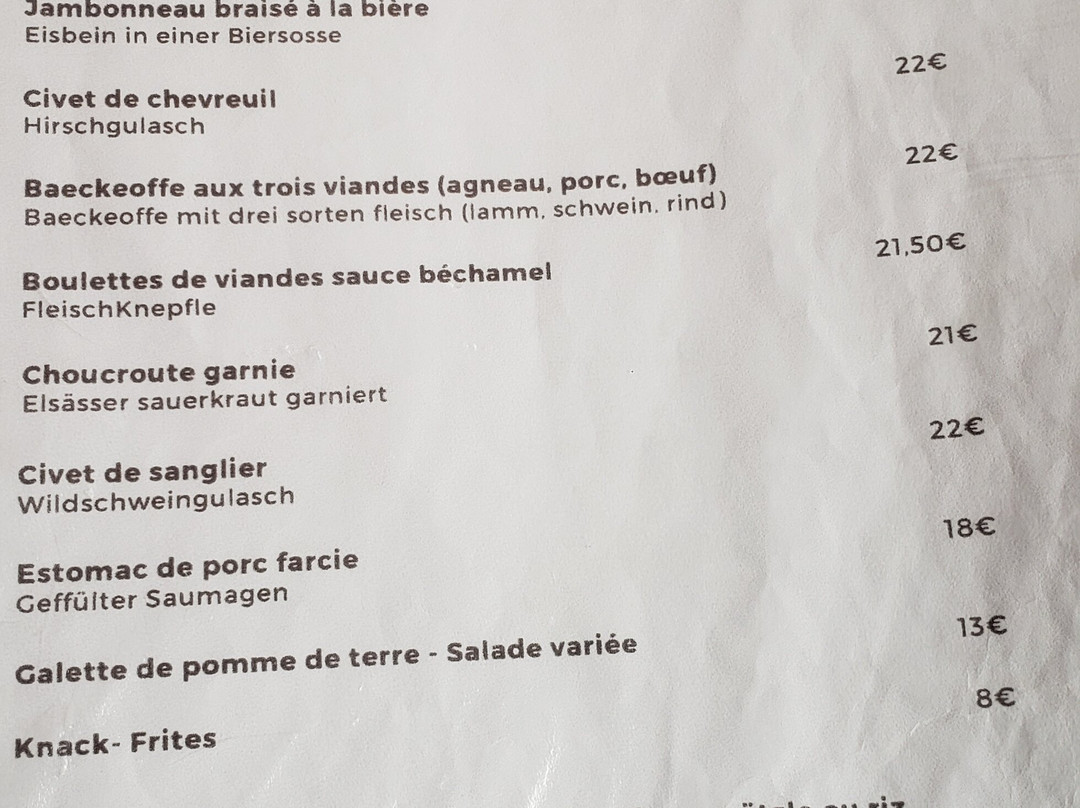 Jambonneau braisé à la bière
Eisbein in einer Biersosse
22€
Civet de chevreuil
Hirschgulasch
22€
Baeckeoffe aux trois viandes (agneau, porc, bœuf)
Baeckeoffe mit drei sorten fleisch (lamm, schwein, rind)
21,50€
Boulettes de viandes sauce béchamel
FleischKnepfle
21€
Choucroute garnie
Elsässer sauerkraut garniert
22€
Civet de sanglier
Wildschweingulasch
18€
Estomac de porc farcie
Geffülter Saumagen
13€
Galette de pomme de terre - Salade variée
8€
Knack- Frites